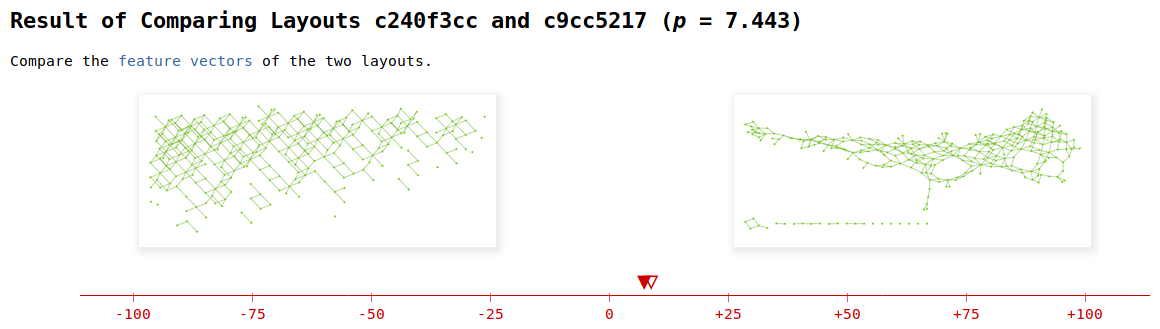 Result of Comparing Layouts c240f3cc and c9cc5217 (p = 7.443)
Compare the feature vectors of the two layouts.
-100 -75 -50 -25 0 +25 +50 +75 +100